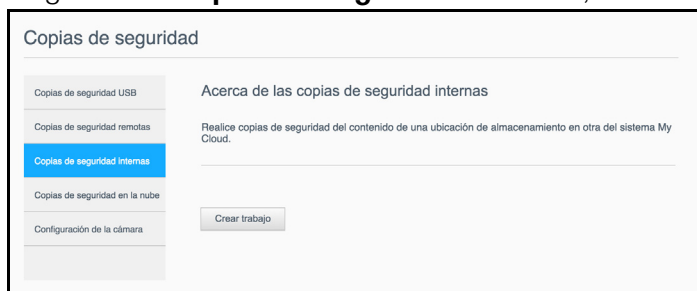 Copias de seguridad
Copias de seguridad USB
Copias de seguridad remotas
Copias de seguridad internas
Copias de seguridad en la nube
Configuración de la cámara
Acerca de las copias de seguridad internas
Realice copias de seguridad del contenido de una ubicación de almacenamiento en otra del sistema My
Cloud.
Crear trabajo